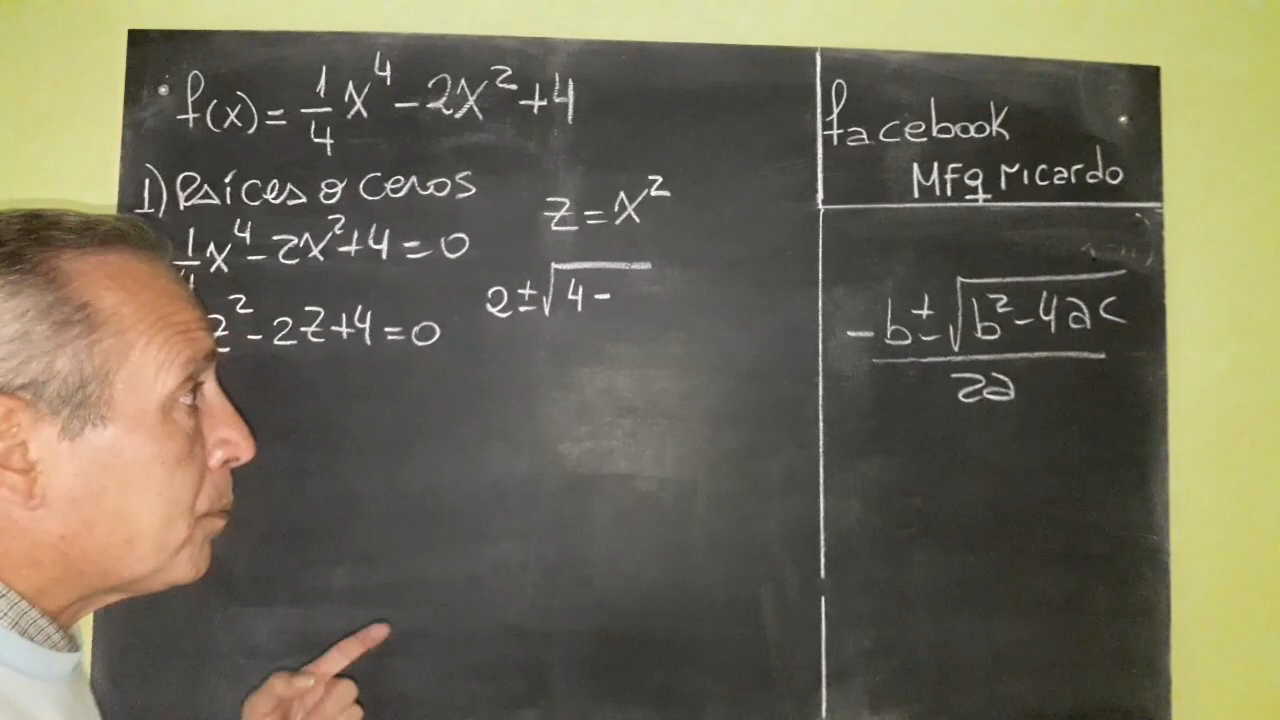 f(x) = 1/4 x⁴ - 2x² + 4
1) Raíces o ceros
1/4 x⁴ - 2x² + 4 = 0
z² - 2z + 4 = 0
z = x²
2 ± √4 -
facebook
Mfq ricardo
-b ± √b² - 4ac
2a